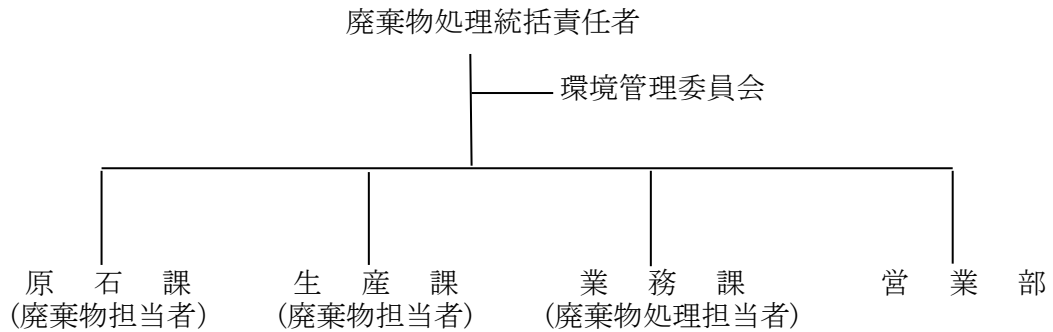 廃棄物処理統括責任者
環境管理委員会
原 石 課 生 産 課 業 務 課 営 業 部
(廃棄物担当者) (廃棄物担当者) (廃棄物処理担当者)